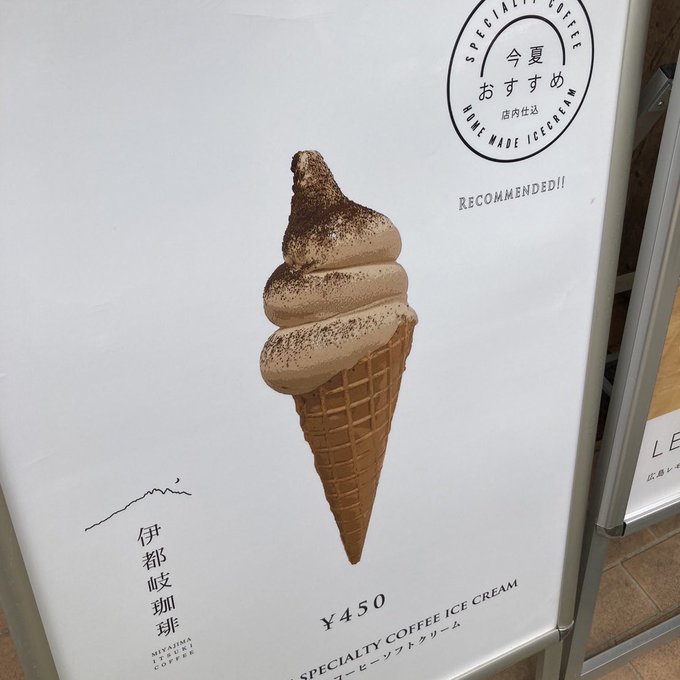 SPECIALTY COFFEE
今夏
おすすめ
店内仕込
HOME MADE ICECREAM
RECOMMENDED!!
伊都岐珈琲
MIYAJIMA
ITSUKI
COFFEE
¥450
SPECIALTY COFFEE ICE CREAM
コーヒーソフトクリーム
LE
広島レモ